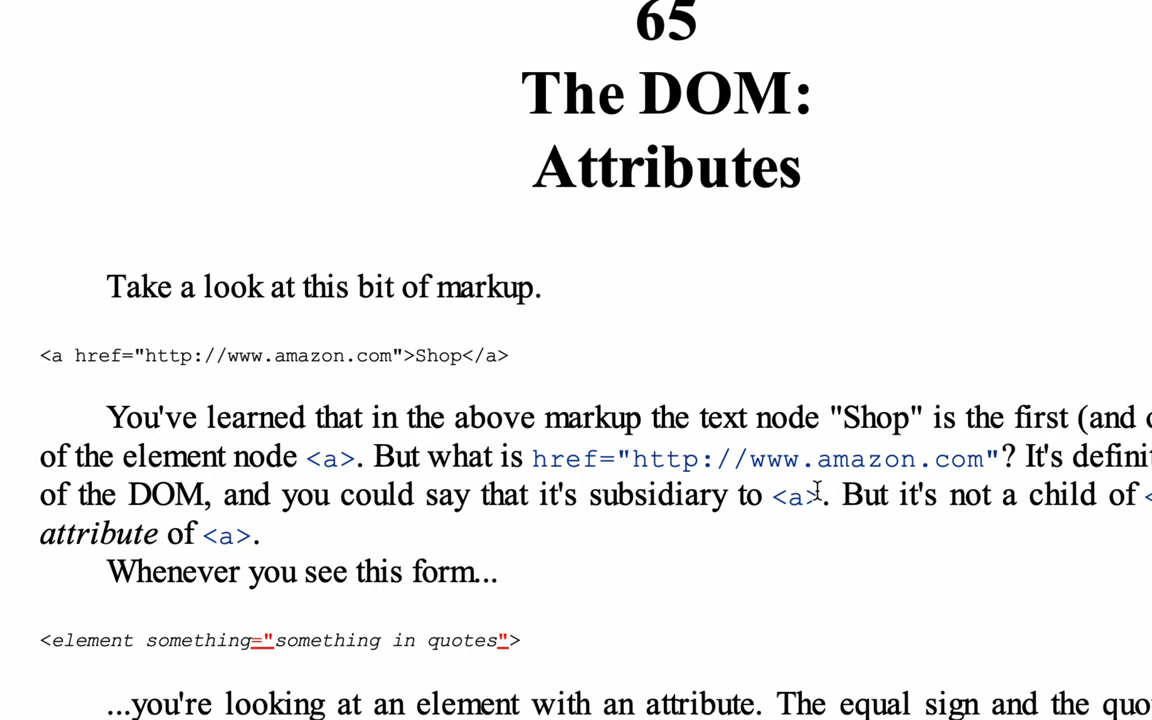 65
The DOM:
Attributes
Take a look at this bit of markup.
<a href="http://www.amazon.com">Shop</a>
You've learned that in the above markup the text node "Shop" is the first (and
of the element node <a>. But what is href="http://www.amazon.com"? It's
of the DOM, and you could say that it's subsidiary to <a>. But it's not a child of
attribute of <a>.
Whenever you see this form...
<element something="something in quotes">
...you're looking at an element with an attribute. The equal sign and the